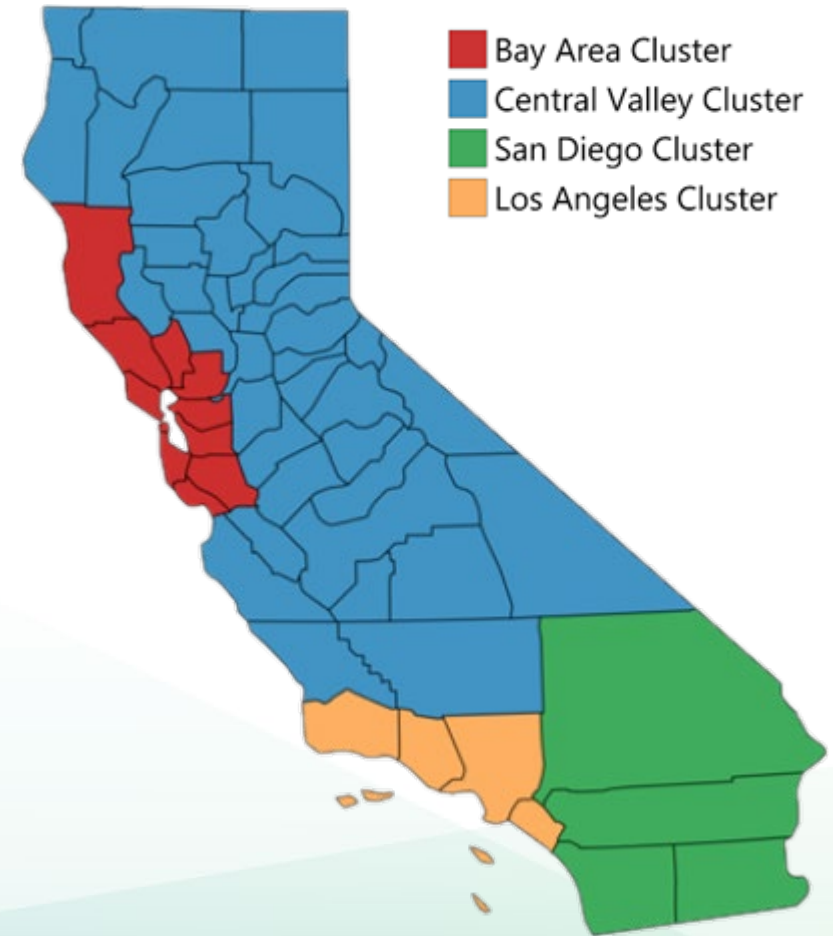 Bay Area Cluster
Central Valley Cluster
San Diego Cluster
Los Angeles Cluster